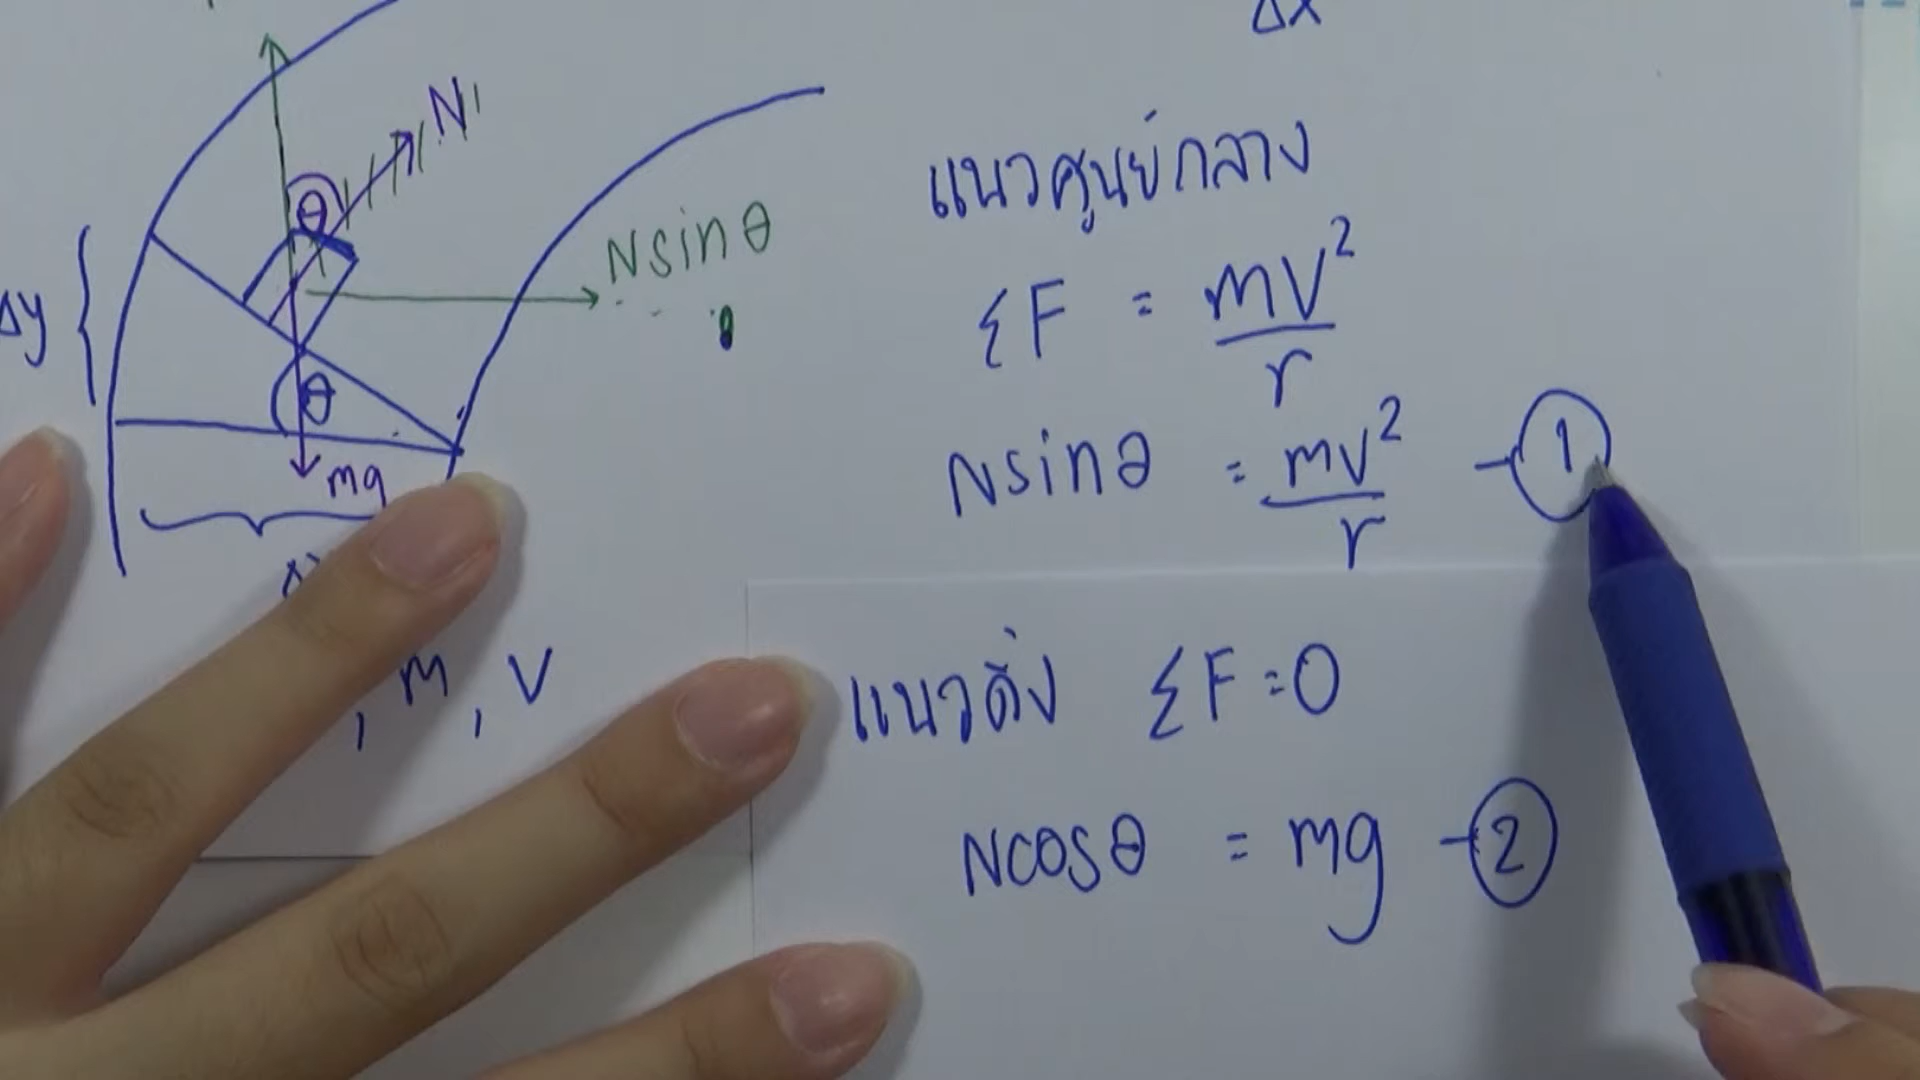 Δx
N
θ
Nsinθ
Δy
θ
mg
, m , v
แนวศูนย์กลาง
ΣF = mv²/r
Nsinθ = mv²/r -①
แนวดิ่ง ΣF = 0
Ncosθ = mg -②